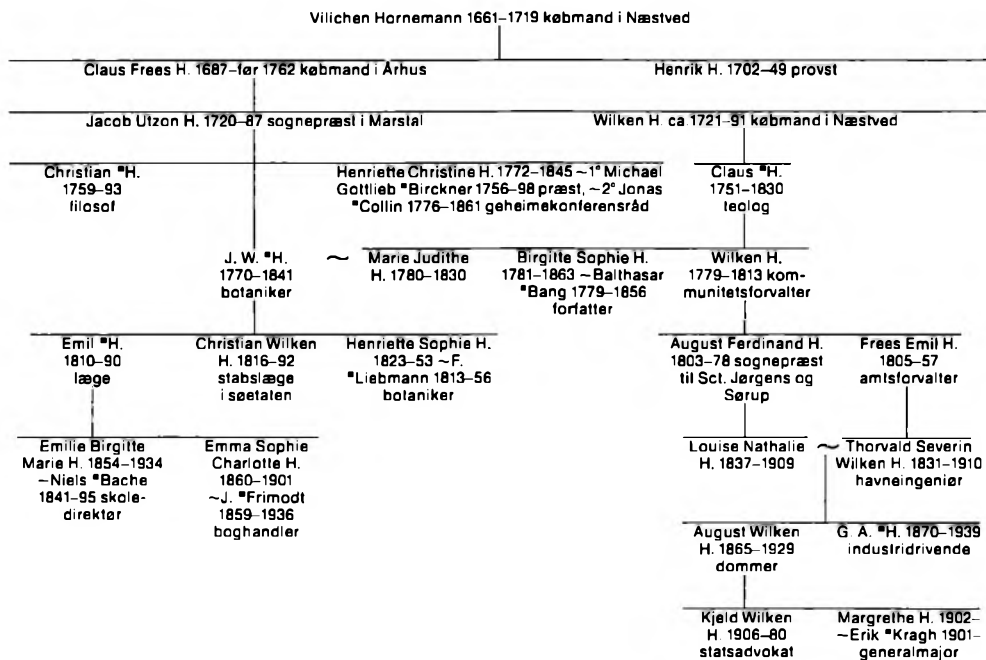 Vilichen Hornemann 1661–1719 købmand i Næstved
Claus Frees H. 1687–før 1762 købmand i Århus
Henrik H. 1702–49 provst
Jacob Utzon H. 1720–87 sognepræst i Marstal
Wilken H. ca 1721–91 købmand i Næstved
Christian *H.
1759–93
filosof
Henriette Christine H. 1772–1845 ~1° Michael
Gottlieb *Birckner 1756–98 præst, ~2° Jonas
*Collin 1776–1861 geheimekonferensråd
Claus *H.
1751–1830
teolog
J. W. *H.
1770–1841
botaniker
~
Marie Judithe
H. 1780–1830
Birgitte Sophie H.
1781–1863 ~Balthasar
*Bang 1779–1856
forfatter
Wilken H.
1779–1813 kom-
munitetsforvalter
Emil *H.
1810–90
læge
Christian Wilken
H. 1816–92
stabslæge
i søetaten
Henriette Sophie H.
1823–53 ~F.
*Liebmann 1813–56
botaniker
August Ferdinand H.
1803–78 sognepræst
til Sct. Jørgens og
Sørup
Frees Emil H.
1805–57
amtsforvalter
Emilie Birgitte
Marie H. 1854–1934
~Niels *Bache
1841–95 skole-
direktør
Emma Sophie
Charlotte H.
1860–1901
~J. *Frimodt
1859–1936
boghandler
Louise Nathalie
H. 1837–1909
~
Thorvald Severin
Wilken H. 1831–1910
havneingeniør
August Wilken
H. 1865–1929
dommer
G. A. *H. 1870–1939
industridrivende
Kjeld Wilken
H. 1906–80
statsadvokat
Margrethe H. 1902–
~Erik *Kragh 1901–
generalmajor